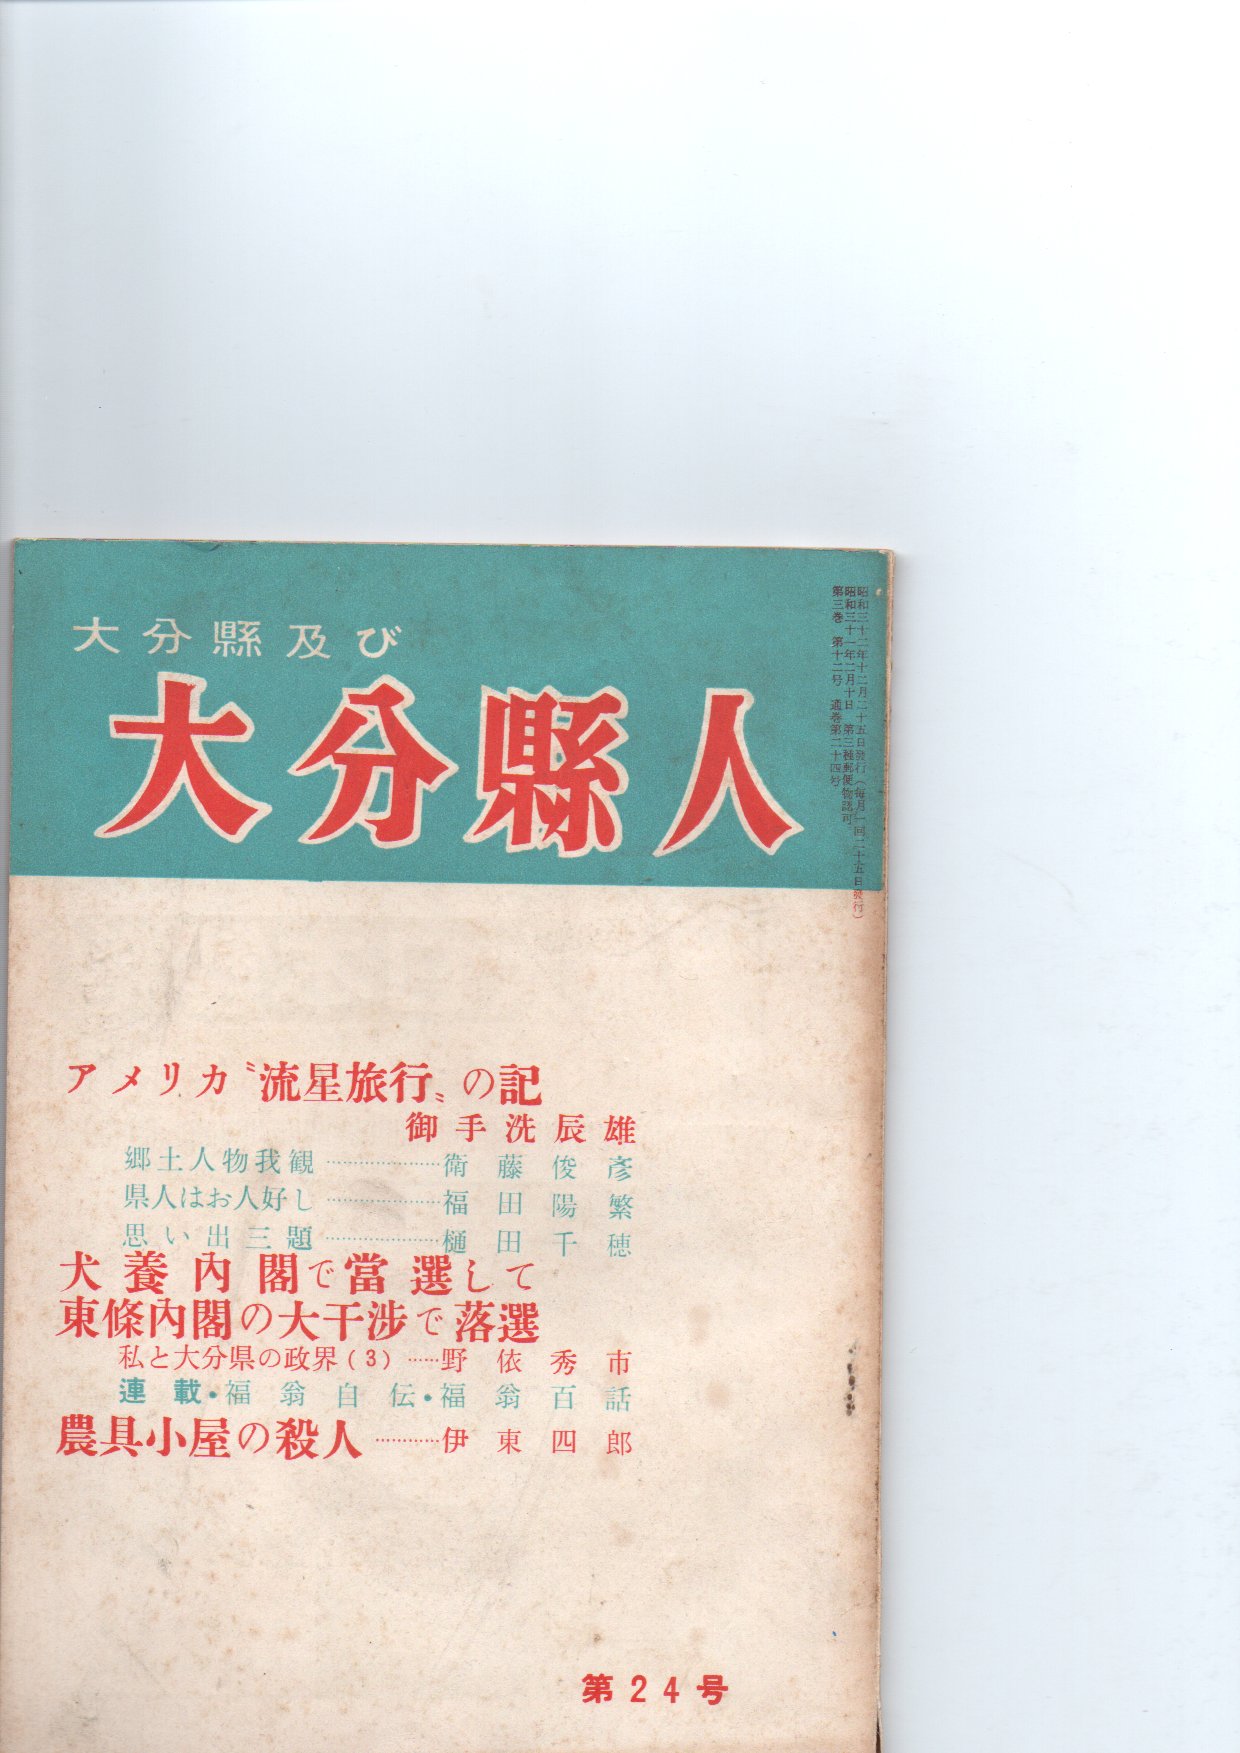 昭和三十二年十二月二十五日発行（毎月一回二十五日発行）
昭和三十一年二月十日 第三種郵便物認可
第三巻 第十二号 通巻第二十四号
大分縣及び
大分縣人
アメリカ〝流星旅行〟の記
御手洗辰雄
郷土人物我観……………衛藤俊彦
県人はお人好し……………福田陽繁
思い出三題……………樋田千穂
犬養內閣で當選して
東條內閣の大干渉で落選
私と大分県の政界(3)……野依秀市
連載・福翁自伝・福翁百話
農具小屋の殺人…………伊東四郎
第24号